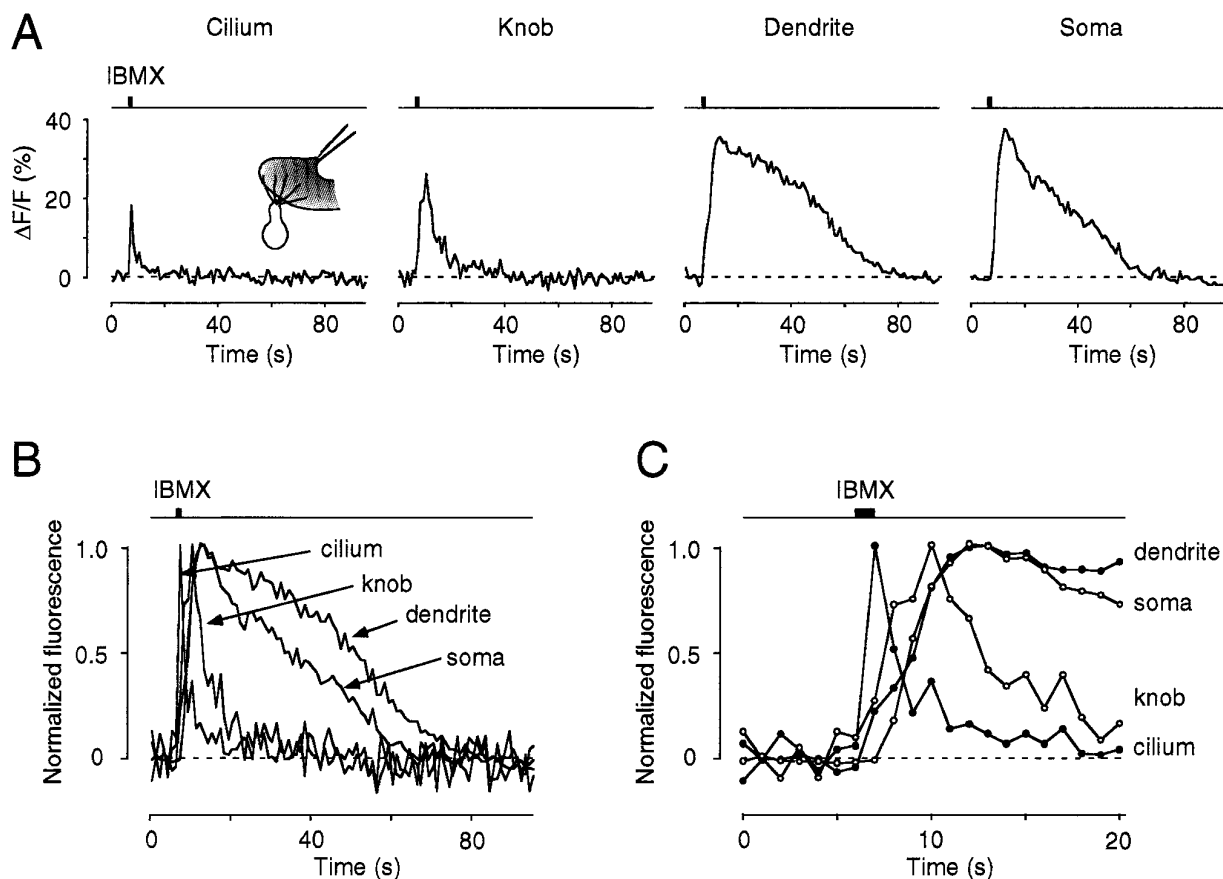 A
Cilium
Knob
Dendrite
Soma
IBMX
ΔF/F (%)
40
20
0
0 40 80
Time (s)
0 40 80
Time (s)
0 40 80
Time (s)
0 40 80
Time (s)
B
IBMX
Normalized fluorescence
1.0
0.5
0
cilium
knob
dendrite
soma
0 40 80
Time (s)
C
IBMX
Normalized fluorescence
1.0
0.5
0
dendrite
soma
knob
cilium
0 10 20
Time (s)